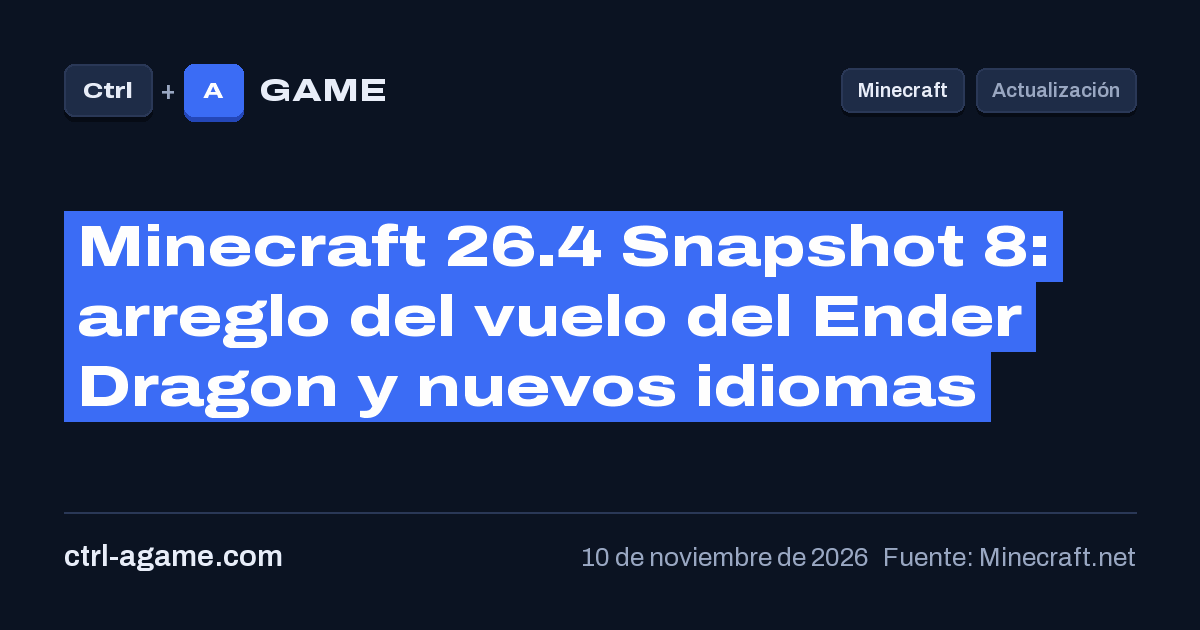 Ctrl + A GAME
Minecraft Actualización
Minecraft 26.4 Snapshot 8:
arreglo del vuelo del Ender
Dragon y nuevos idiomas
ctrl-agame.com
10 de noviembre de 2026 Fuente: Minecraft.net